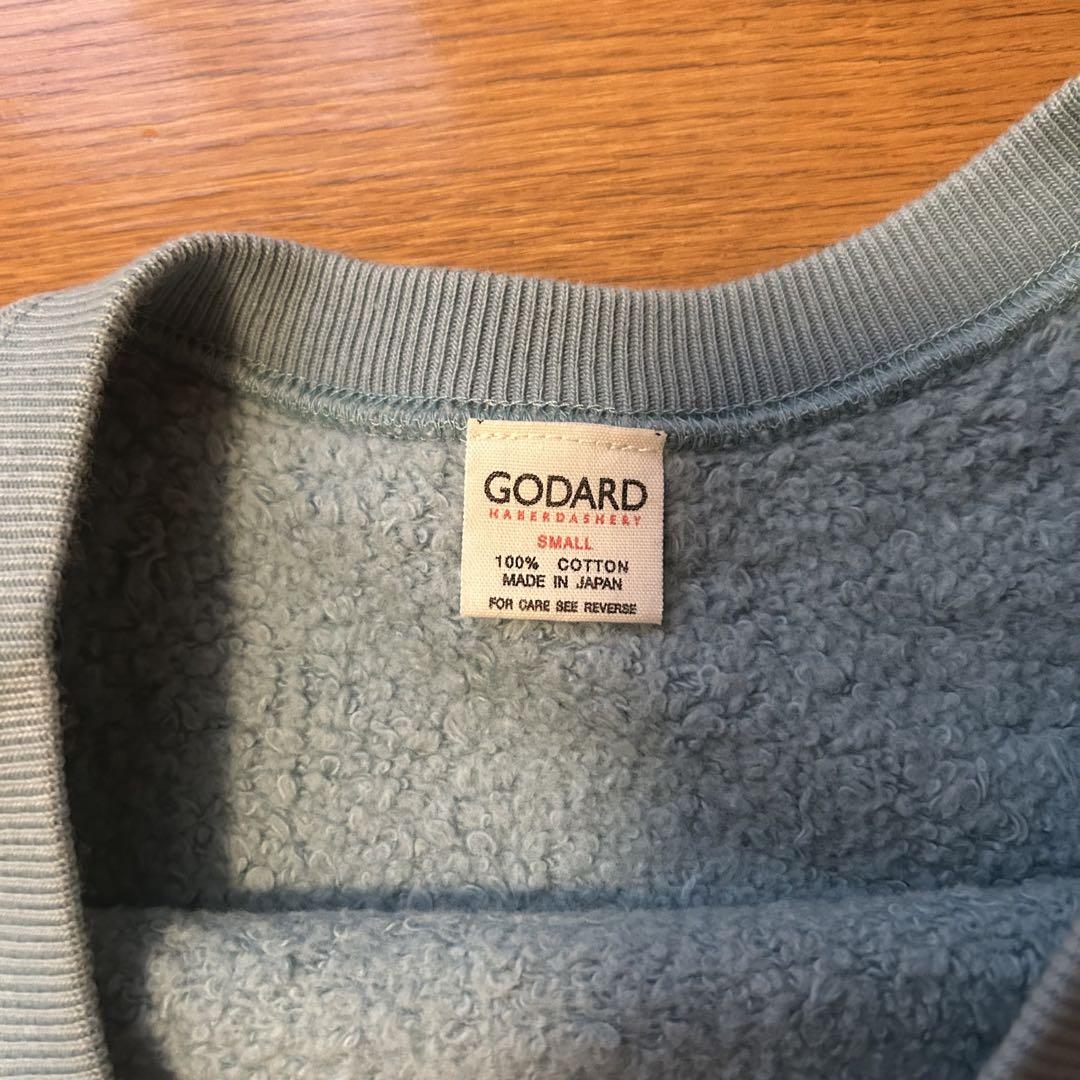 GODARD
HABERDASHERY
SMALL
100% COTTON
MADE IN JAPAN
FOR CARE SEE REVERSE